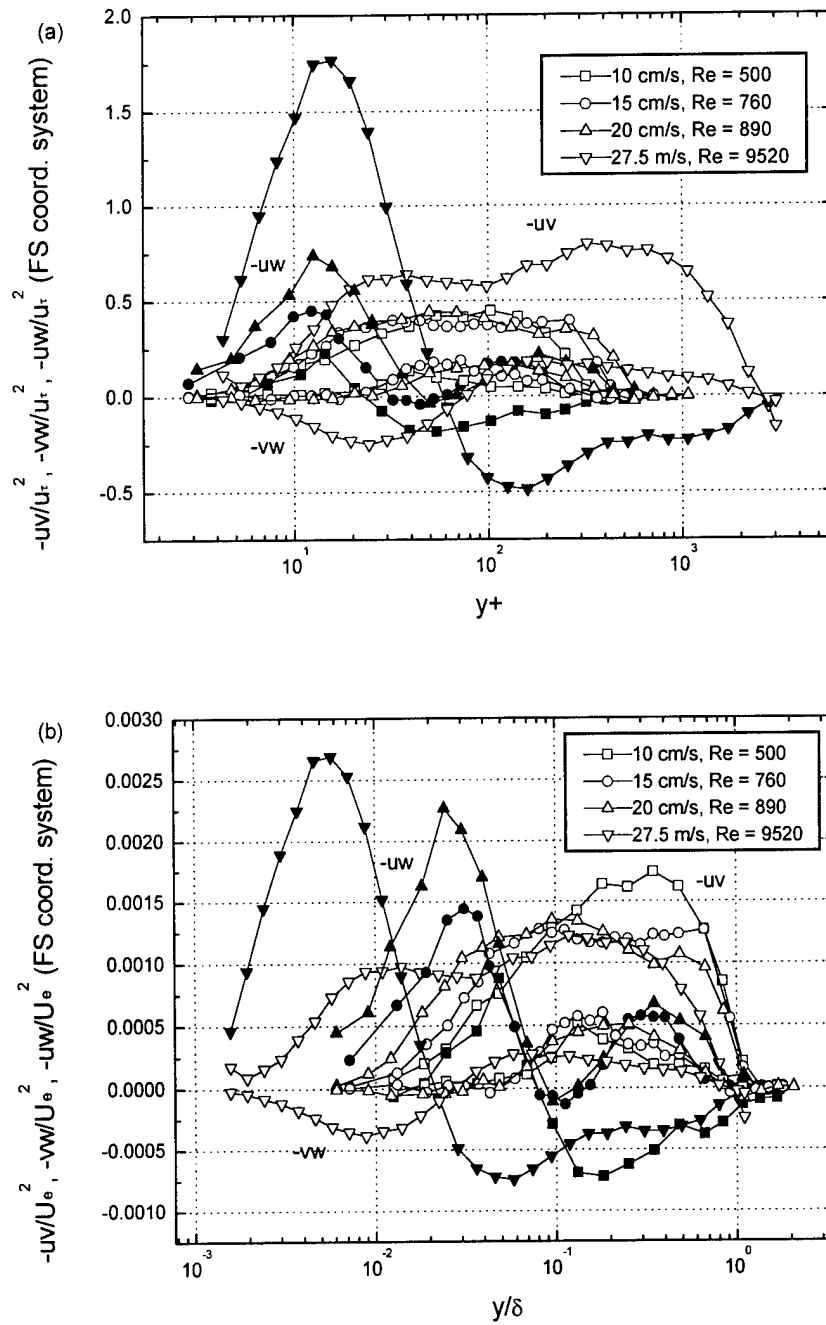 (a)
2.0
1.5
1.0
0.5
0.0
-0.5
-uv/uτ², -vw/uτ², -uw/uτ² (FS coord. system)
10 cm/s, Re = 500
15 cm/s, Re = 760
20 cm/s, Re = 890
27.5 m/s, Re = 9520
-uv
-uw
-vw
10¹
10²
10³
y+
(b)
0.0030
0.0025
0.0020
0.0015
0.0010
0.0005
0.0000
-0.0005
-0.0010
-uv/Ue², -vw/Ue², -uw/Ue² (FS coord. system)
10 cm/s, Re = 500
15 cm/s, Re = 760
20 cm/s, Re = 890
27.5 m/s, Re = 9520
-uw
-uv
-vw
10⁻³
10⁻²
10⁻¹
10⁰
y/δ